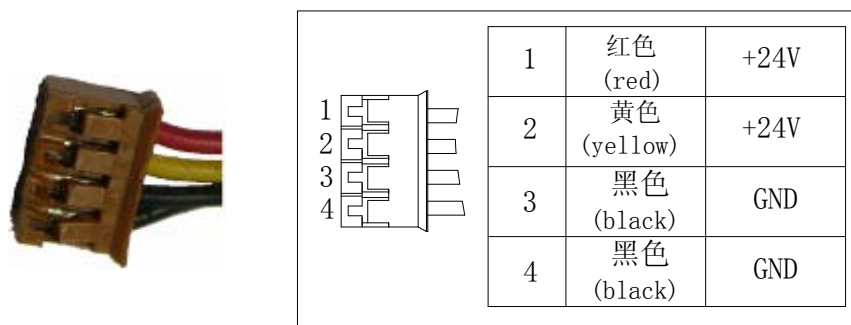 1
2
3
4
1 红色 +24V
(red)
2 黄色 +24V
(yellow)
3 黑色 GND
(black)
4 黑色 GND
(black)